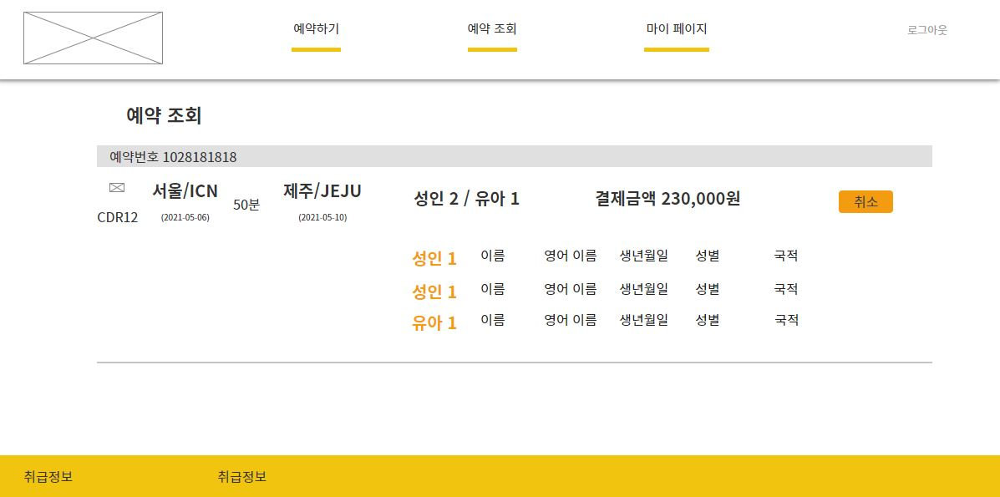 예약하기 예약 조회 마이 페이지 로그아웃
예약 조회
예약번호 1028181818
서울/ICN 50분 제주/JEJU 성인 2 / 유아 1 결제금액 230,000원 취소
CDR12 (2021-05-06) (2021-05-10)
성인 1 이름 영어 이름 생년월일 성별 국적
성인 1 이름 영어 이름 생년월일 성별 국적
유아 1 이름 영어 이름 생년월일 성별 국적
취급정보 취급정보